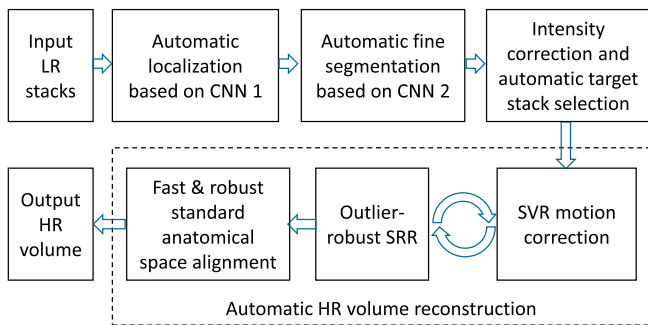 Input
LR
stacks
Automatic
localization
based on CNN 1
Automatic fine
segmentation
based on CNN 2
Intensity
correction and
automatic target
stack selection
Output
HR
volume
Fast & robust
standard
anatomical
space alignment
Outlier-
robust SRR
SVR motion
correction
Automatic HR volume reconstruction